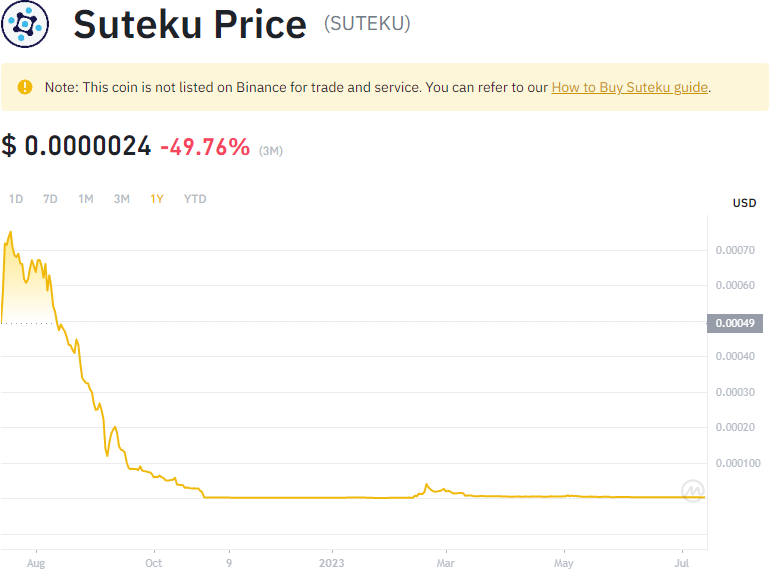 Suteku Price (SUTEKU)
Note: This coin is not listed on Binance for trade and service. You can refer to our How to Buy Suteku guide.
$ 0.0000024 -49.76% (3M)
1D 7D 1M 3M 1Y YTD
USD
0.00070
0.00060
0.00049
0.00040
0.00030
0.00020
0.000100
Aug Oct 9 2023 Mar May Jul